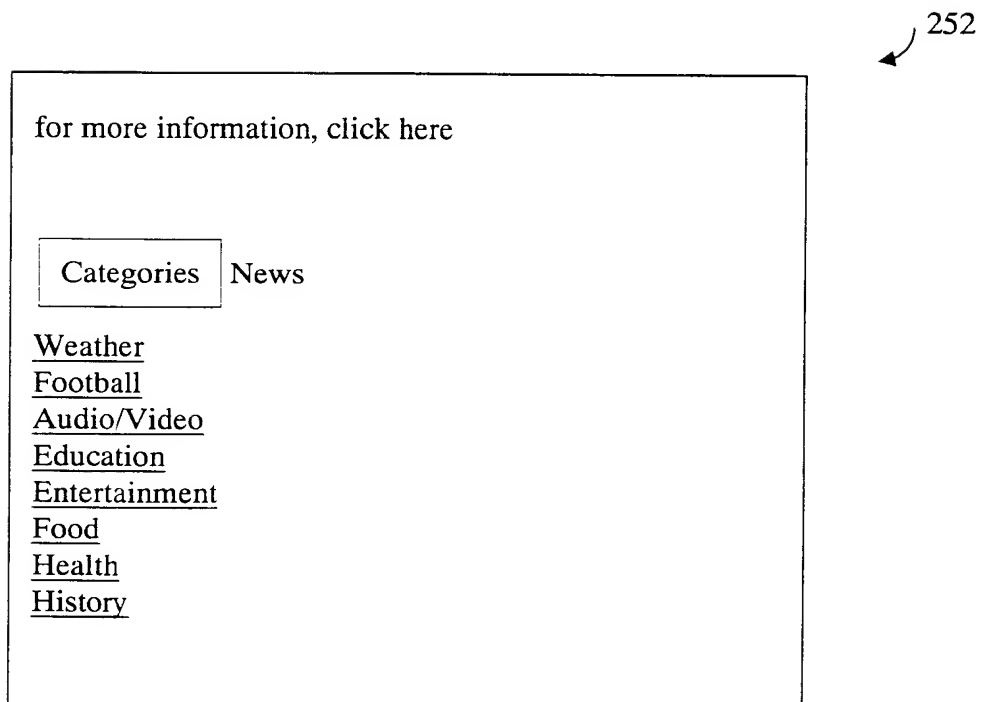 252
for more information, click here
Categories News
Weather
Football
Audio/Video
Education
Entertainment
Food
Health
History